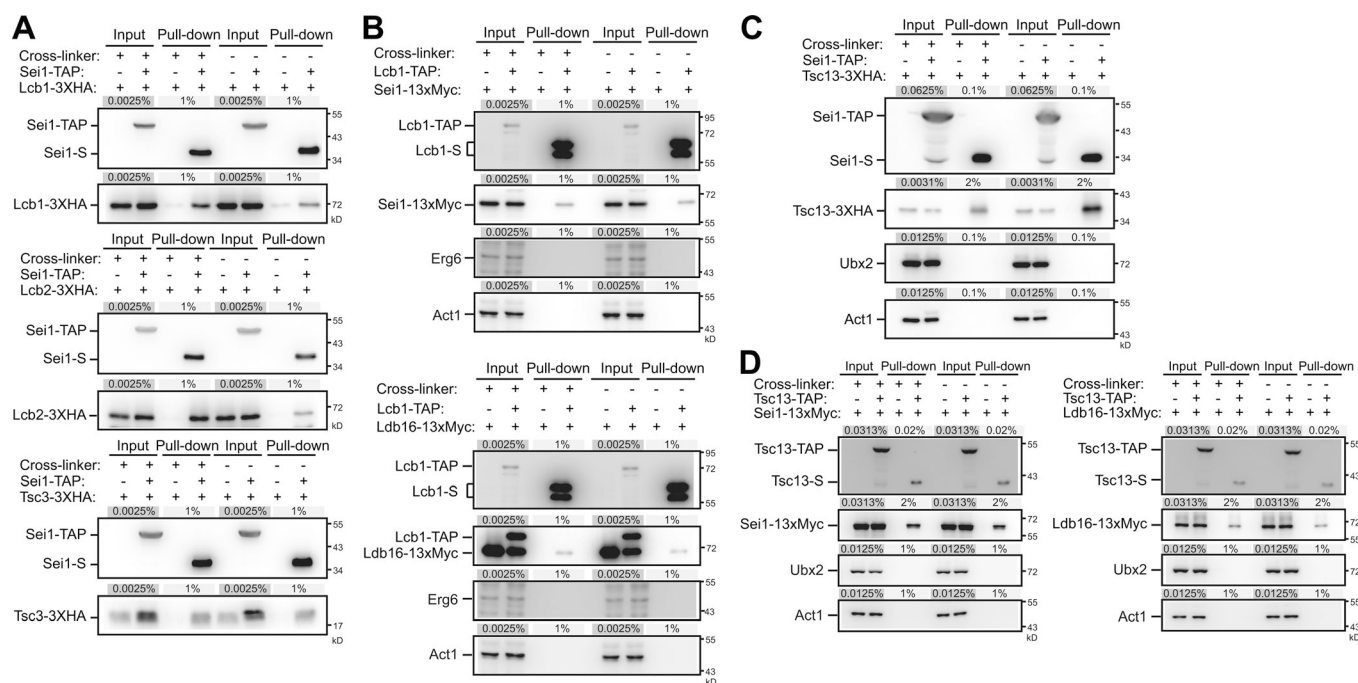 A
Input Pull-down Input Pull-down
Cross-linker: + + + + - - - -
Sei1-TAP: - + - + - + - +
Lcb1-3XHA: + + + + + + + +
0.0025% 1% 0.0025% 1%
Sei1-TAP
Sei1-S
55
43
34
0.0025% 1% 0.0025% 1%
Lcb1-3XHA
72
kD
Input Pull-down Input Pull-down
Cross-linker: + + + + - - - -
Sei1-TAP: - + - + - + - +
Lcb2-3XHA: + + + + + + + +
0.0025% 1% 0.0025% 1%
Sei1-TAP
Sei1-S
55
43
34
0.0025% 1% 0.0025% 1%
Lcb2-3XHA
72
kD
Input Pull-down Input Pull-down
Cross-linker: + + + + - - - -
Sei1-TAP: - + - + - + - +
Tsc3-3XHA: + + + + + + + +
0.0025% 1% 0.0025% 1%
Sei1-TAP
Sei1-S
55
43
34
0.0025% 1% 0.0025% 1%
Tsc3-3XHA
17
kD
B
Input Pull-down Input Pull-down
Cross-linker: + + + + - - - -
Lcb1-TAP: - + - + - + - +
Sei1-13xMyc: + + + + + + + +
0.0025% 1% 0.0025% 1%
Lcb1-TAP
Lcb1-S
95
72
55
0.0025% 1% 0.0025% 1%
Sei1-13xMyc
72
55
0.0025% 1% 0.0025% 1%
Erg6
55
43
0.0025% 1% 0.0025% 1%
Act1
55
43
kD
Input Pull-down Input Pull-down
Cross-linker: + + + + - - - -
Lcb1-TAP: - + - + - + - +
Ldb16-13xMyc: + + + + + + + +
0.0025% 1% 0.0025% 1%
Lcb1-TAP
Lcb1-S
95
72
55
0.0025% 1% 0.0025% 1%
Lcb1-TAP
Ldb16-13xMyc
72
0.0025% 1% 0.0025% 1%
Erg6
55
43
0.0025% 1% 0.0025% 1%
Act1
55
43
kD
C
Input Pull-down Input Pull-down
Cross-linker: + + + + - - - -
Sei1-TAP: - + - + - + - +
Tsc13-3XHA: + + + + + + + +
0.0625% 0.1% 0.0625% 0.1%
Sei1-TAP
Sei1-S
55
43
34
0.0031% 2% 0.0031% 2%
Tsc13-3XHA
43
34
0.0125% 0.1% 0.0125% 0.1%
Ubx2
72
0.0125% 0.1% 0.0125% 0.1%
Act1
55
43
kD
D
Input Pull-down Input Pull-down
Cross-linker: + + + + - - - -
Tsc13-TAP: - + - + - + - +
Sei1-13xMyc: + + + + + + + +
0.0313% 0.02% 0.0313% 0.02%
Tsc13-TAP
Tsc13-S
55
43
0.0313% 2% 0.0313% 2%
Sei1-13xMyc
72
55
0.0125% 1% 0.0125% 1%
Ubx2
72
0.0125% 1% 0.0125% 1%
Act1
55
43
kD
Input Pull-down Input Pull-down
Cross-linker: + + + + - - - -
Tsc13-TAP: - + - + - + - +
Ldb16-13xMyc: + + + + + + + +
0.0313% 0.02% 0.0313% 0.02%
Tsc13-TAP
Tsc13-S
55
43
0.0313% 2% 0.0313% 2%
Ldb16-13xMyc
72
55
0.0125% 1% 0.0125% 1%
Ubx2
72
0.0125% 1% 0.0125% 1%
Act1
55
43
kD